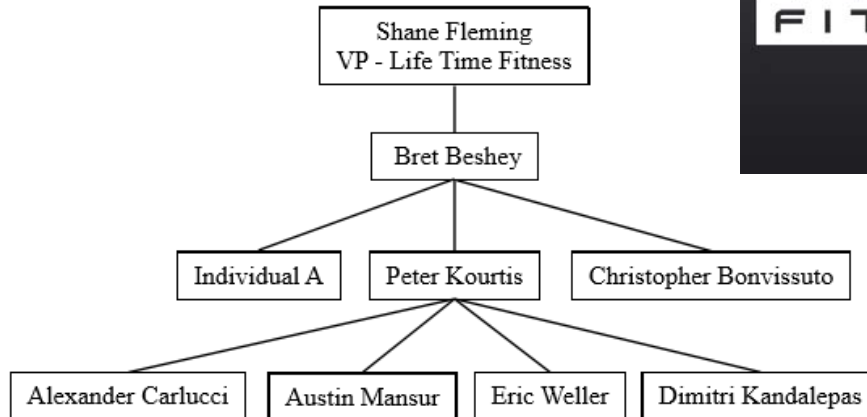 FIT
Shane Fleming
VP - Life Time Fitness
Bret Beshey
Individual A
Peter Kourtis
Christopher Bonvissuto
Alexander Carlucci
Austin Mansur
Eric Weller
Dimitri Kandalepas